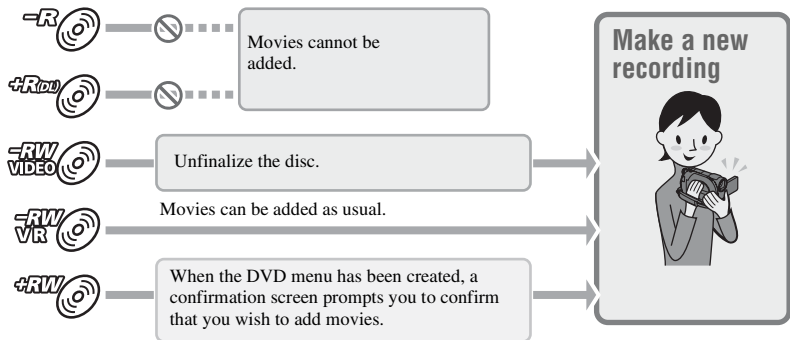 -R
Movies cannot be
added.
+R(DL)
-RW
VIDEO
Unfinalize the disc.
-RW
VR
Movies can be added as usual.
+RW
When the DVD menu has been created, a
confirmation screen prompts you to confirm
that you wish to add movies.
Make a new
recording